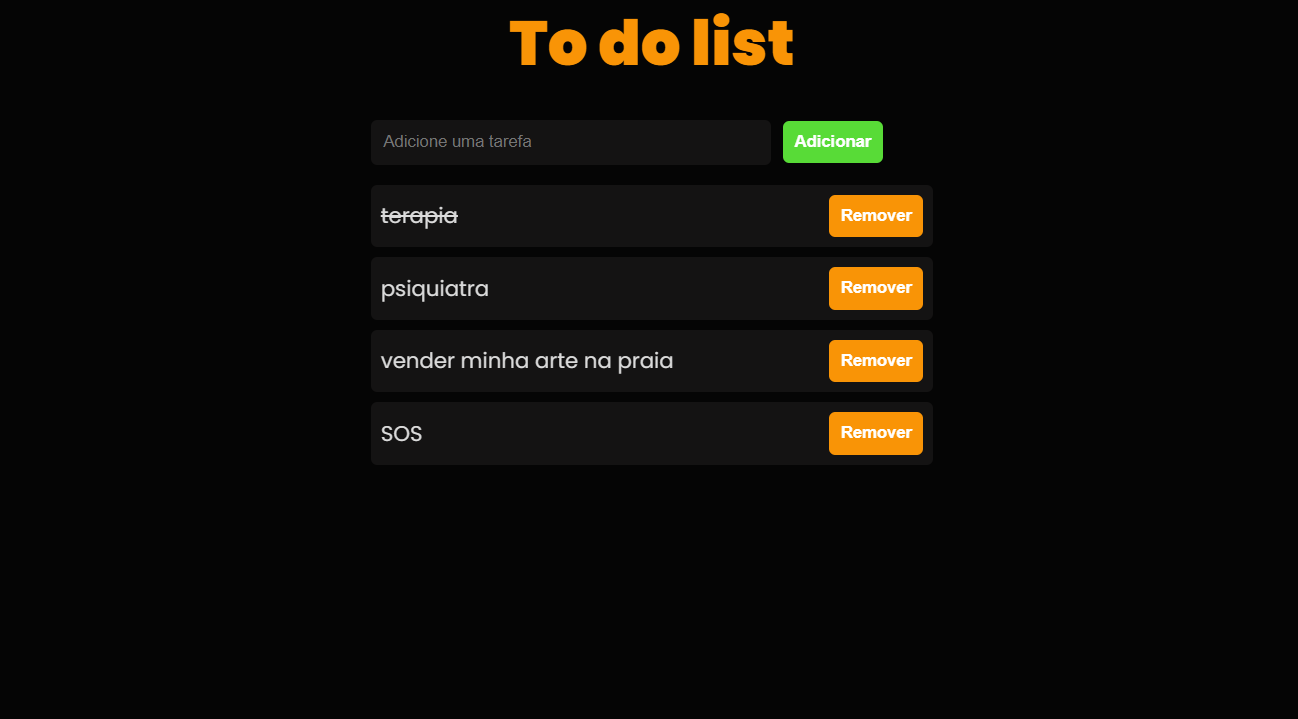 To do list
Adicione uma tarefa
Adicionar
terapia
Remover
psiquiatra
Remover
vender minha arte na praia
Remover
SOS
Remover